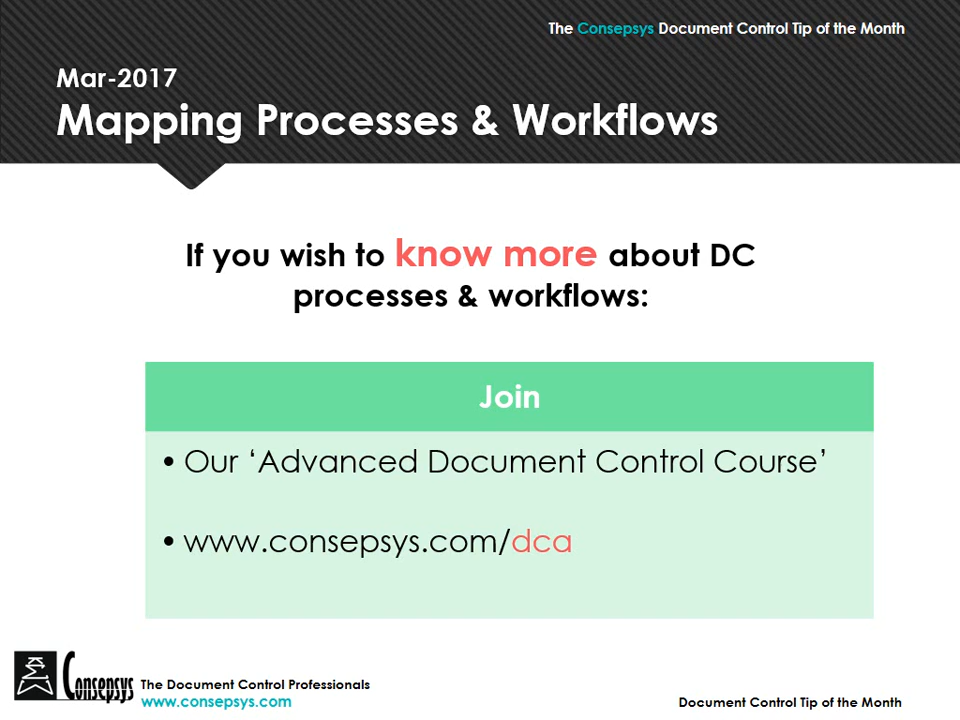 The Consepsys Document Control Tip of the Month
Mar-2017
Mapping Processes & Workflows
If you wish to know more about DC
processes & workflows:
Join
• Our ‘Advanced Document Control Course’
• www.consepsys.com/dca
Consepsys
The Document Control Professionals
www.consepsys.com
Document Control Tip of the Month